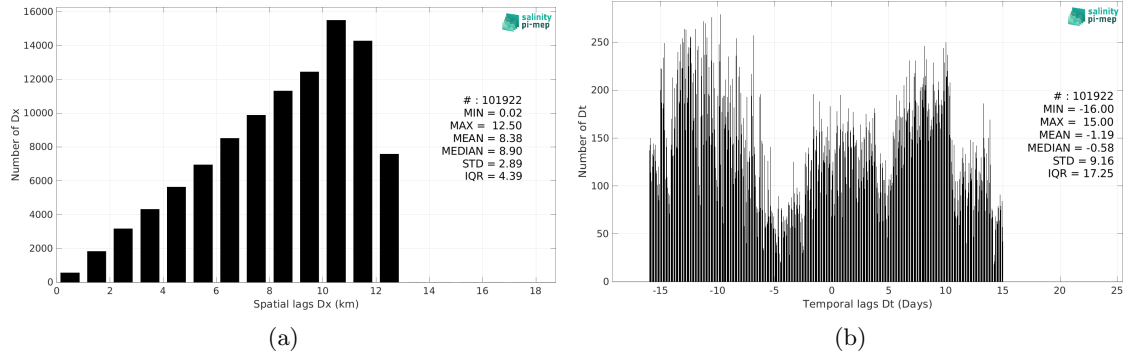 16000
14000
12000
10000
8000
6000
4000
2000
0
Number of Dx
salinity
pi-mep
# : 101922
MIN = 0.02
MAX = 12.50
MEAN = 8.38
MEDIAN = 8.90
STD = 2.89
IQR = 4.39
0 2 4 6 8 10 12 14 16 18
Spatial lags Dx (km)
(a)
250
200
150
100
50
0
Number of Dt
salinity
pi-mep
# : 101922
MIN = -16.00
MAX = 15.00
MEAN = -1.19
MEDIAN = -0.58
STD = 9.16
IQR = 17.25
-15 -10 -5 0 5 10 15 20 25
Temporal lags Dt (Days)
(b)